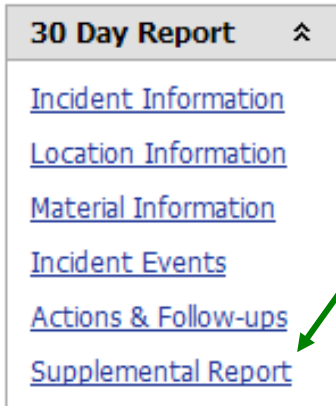 30 Day Report
Incident Information
Location Information
Material Information
Incident Events
Actions & Follow-ups
Supplemental Report